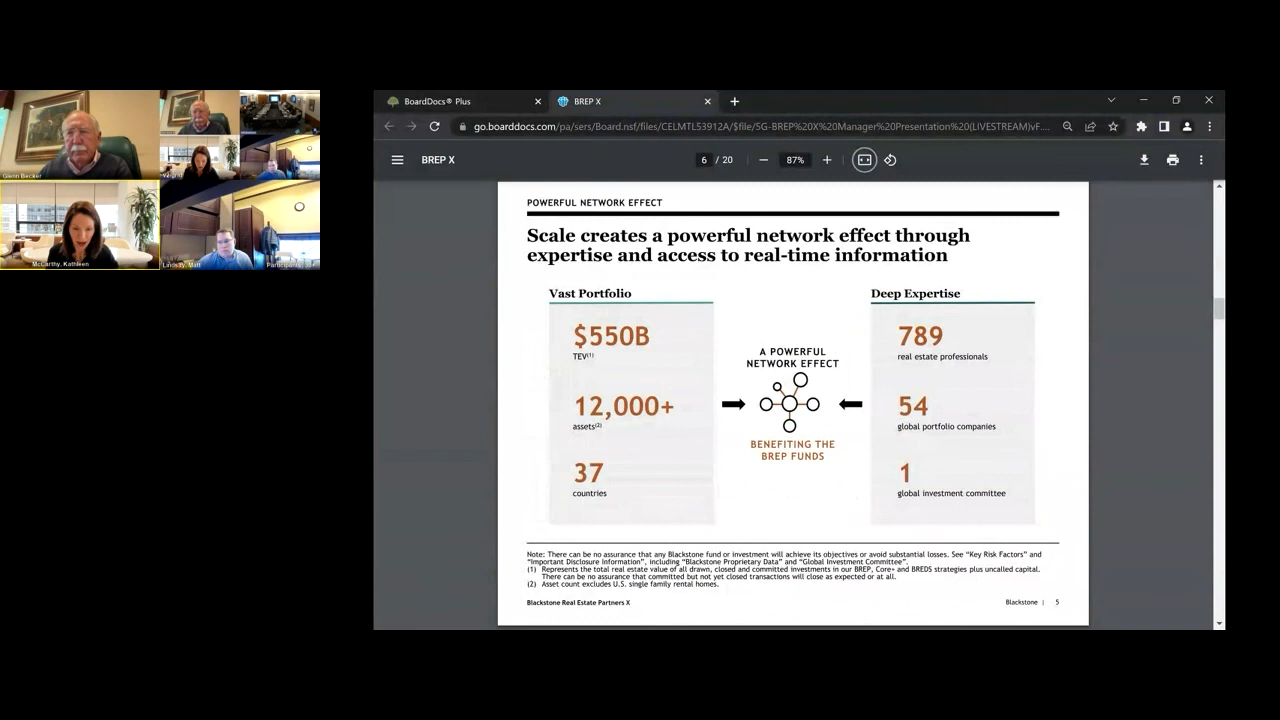 Glenn Becker
v2-grid
McCarthy, Kathleen
Lindsay, Matt
BoardDocs® Plus
BREP X
go.boarddocs.com/pa/sers/Board.nsf/files/CELMTL53912A/$file/SG-BREP%20X%20Manager%20Presentation%20(LIVESTREAM)vF....
BREP X
6 / 20
87%
POWERFUL NETWORK EFFECT
Scale creates a powerful network effect through
expertise and access to real-time information
Vast Portfolio
$550B
TEV(1)
12,000+
assets(2)
37
countries
A POWERFUL
NETWORK EFFECT
BENEFITING THE
BREP FUNDS
Deep Expertise
789
real estate professionals
54
global portfolio companies
1
global investment committee
Note: There can be no assurance that any Blackstone fund or investment will achieve its objectives or avoid substantial losses. See “Key Risk Factors” and
“Important Disclosure Information”, including “Blackstone Proprietary Data” and “Global Investment Committee”.
(1) Represents the total real estate value of all drawn, closed and committed investments in our BREP, Core+ and BREDS strategies plus uncalled capital.
There can be no assurance that committed but not yet closed transactions will close as expected or at all.
(2) Asset count excludes U.S. single family rental homes.
Blackstone Real Estate Partners X
Blackstone | 5